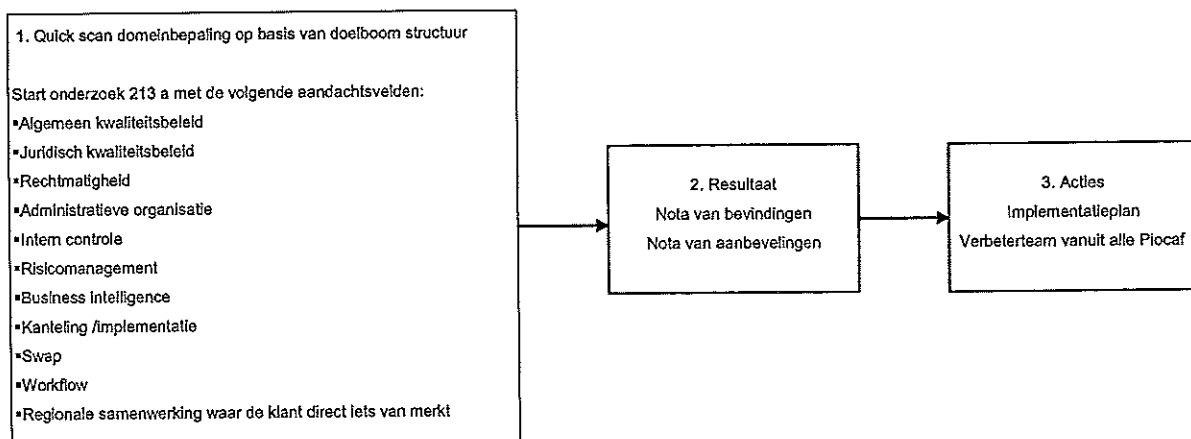 1. Quick scan domeinbepaling op basis van doelboom structuur
Start onderzoek 213 a met de volgende aandachtsvelden:
▪Algemeen kwaliteitsbeleid
▪Juridisch kwaliteitsbeleid
▪Rechtmatigheid
▪Administratieve organisatie
▪Intern controle
▪Risicomanagement
▪Business intelligence
▪Kanteling /implementatie
▪Swap
▪Workflow
▪Regionale samenwerking waar de klant direct iets van merkt
2. Resultaat
Nota van bevindingen
Nota van aanbevelingen
3. Acties
Implementatieplan
Verbeterteam vanuit alle Piocaf